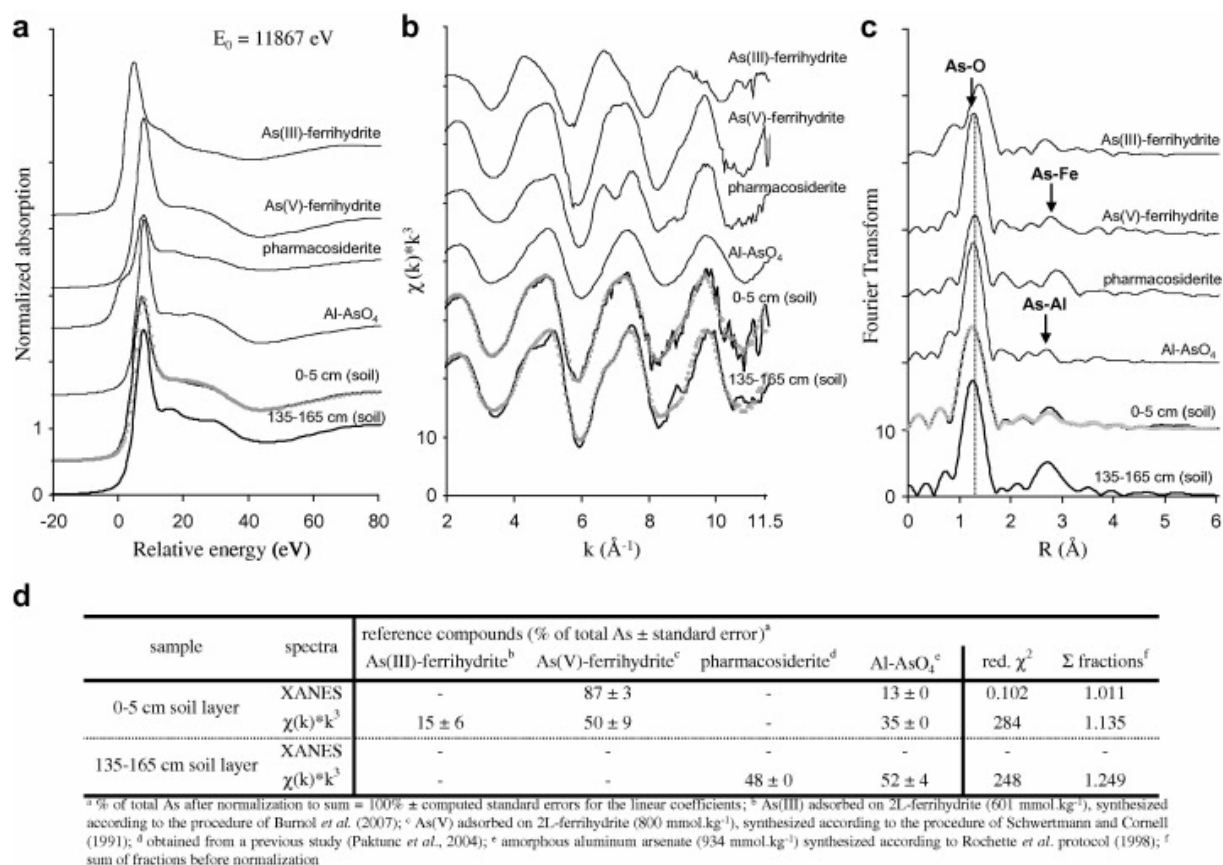 a
E0 = 11867 eV
As(III)-ferrihydrite
As(V)-ferrihydrite
pharmacosiderite
Al-AsO4
0-5 cm (soil)
135-165 cm (soil)
Normalized absorption
1
0
-20 0 20 40 60 80
Relative energy (eV)
b
As(III)-ferrihydrite
As(V)-ferrihydrite
pharmacosiderite
Al-AsO4
0-5 cm (soil)
135-165 cm (soil)
χ(k)*k³
10
0
2 4 6 8 10 11.5
k (Å⁻¹)
c
As-O
As(III)-ferrihydrite
As-Fe
As(V)-ferrihydrite
pharmacosiderite
As-Al
Al-AsO4
0-5 cm (soil)
135-165 cm (soil)
Fourier Transform
10
0
0 1 2 3 4 5 6
R (Å)
d
sample spectra reference compounds (% of total As ± standard error)ᵃ
As(III)-ferrihydriteᵇ As(V)-ferrihydriteᶜ pharmacosideriteᵈ Al-AsO4ᵉ red. χ² Σ fractionsᶠ
0-5 cm soil layer XANES - 87 ± 3 - 13 ± 0 0.102 1.011
χ(k)*k³ 15 ± 6 50 ± 9 - 35 ± 0 284 1.135
135-165 cm soil layer XANES - - - - - -
χ(k)*k³ - - 48 ± 0 52 ± 4 248 1.249
ᵃ % of total As after normalization to sum = 100% ± computed standard errors for the linear coefficients; ᵇ As(III) adsorbed on 2L-ferrihydrite (601 mmol.kg⁻¹), synthesized
according to the procedure of Burnol et al. (2007); ᶜ As(V) adsorbed on 2L-ferrihydrite (800 mmol.kg⁻¹), synthesized according to the procedure of Schwertmann and Cornell
(1991); ᵈ obtained from a previous study (Paktunc et al., 2004); ᵉ amorphous aluminum arsenate (934 mmol.kg⁻¹) synthesized according to Rochette et al. protocol (1998); ᶠ
sum of fractions before normalization